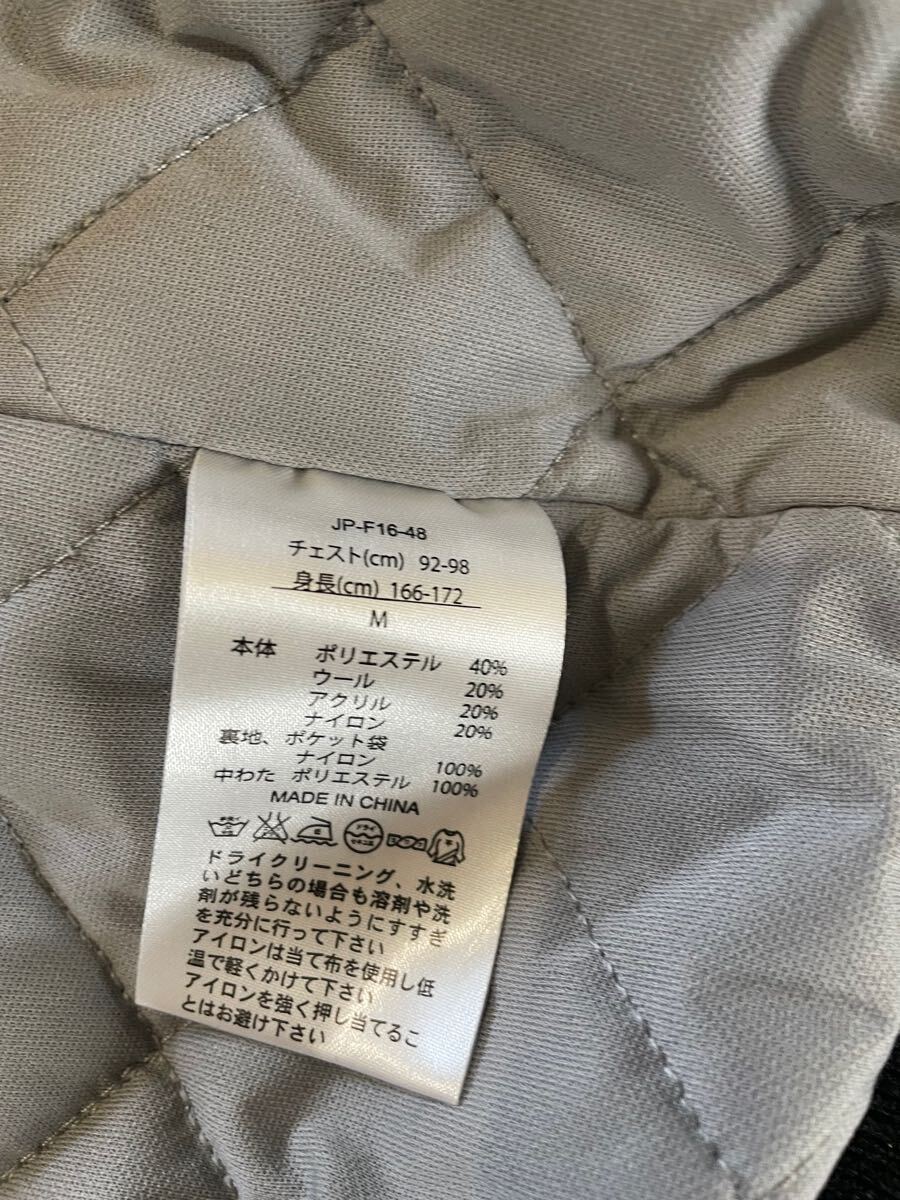 JP-F16-48
チェスト(cm) 92-98
身長(cm) 166-172
M
本体 ポリエステル 40%
ウール 20%
アクリル 20%
ナイロン 20%
裏地、ポケット袋
ナイロン 100%
中わた ポリエステル 100%
MADE IN CHINA
ドライ
ドライクリーニング、水洗
いどちらの場合も溶剤や洗
剤が残らないようにすすぎ
を充分に行って下さい
アイロンは当て布を使用し低
温で軽くかけて下さい
アイロンを強く押し当てるこ
とはお避け下さい